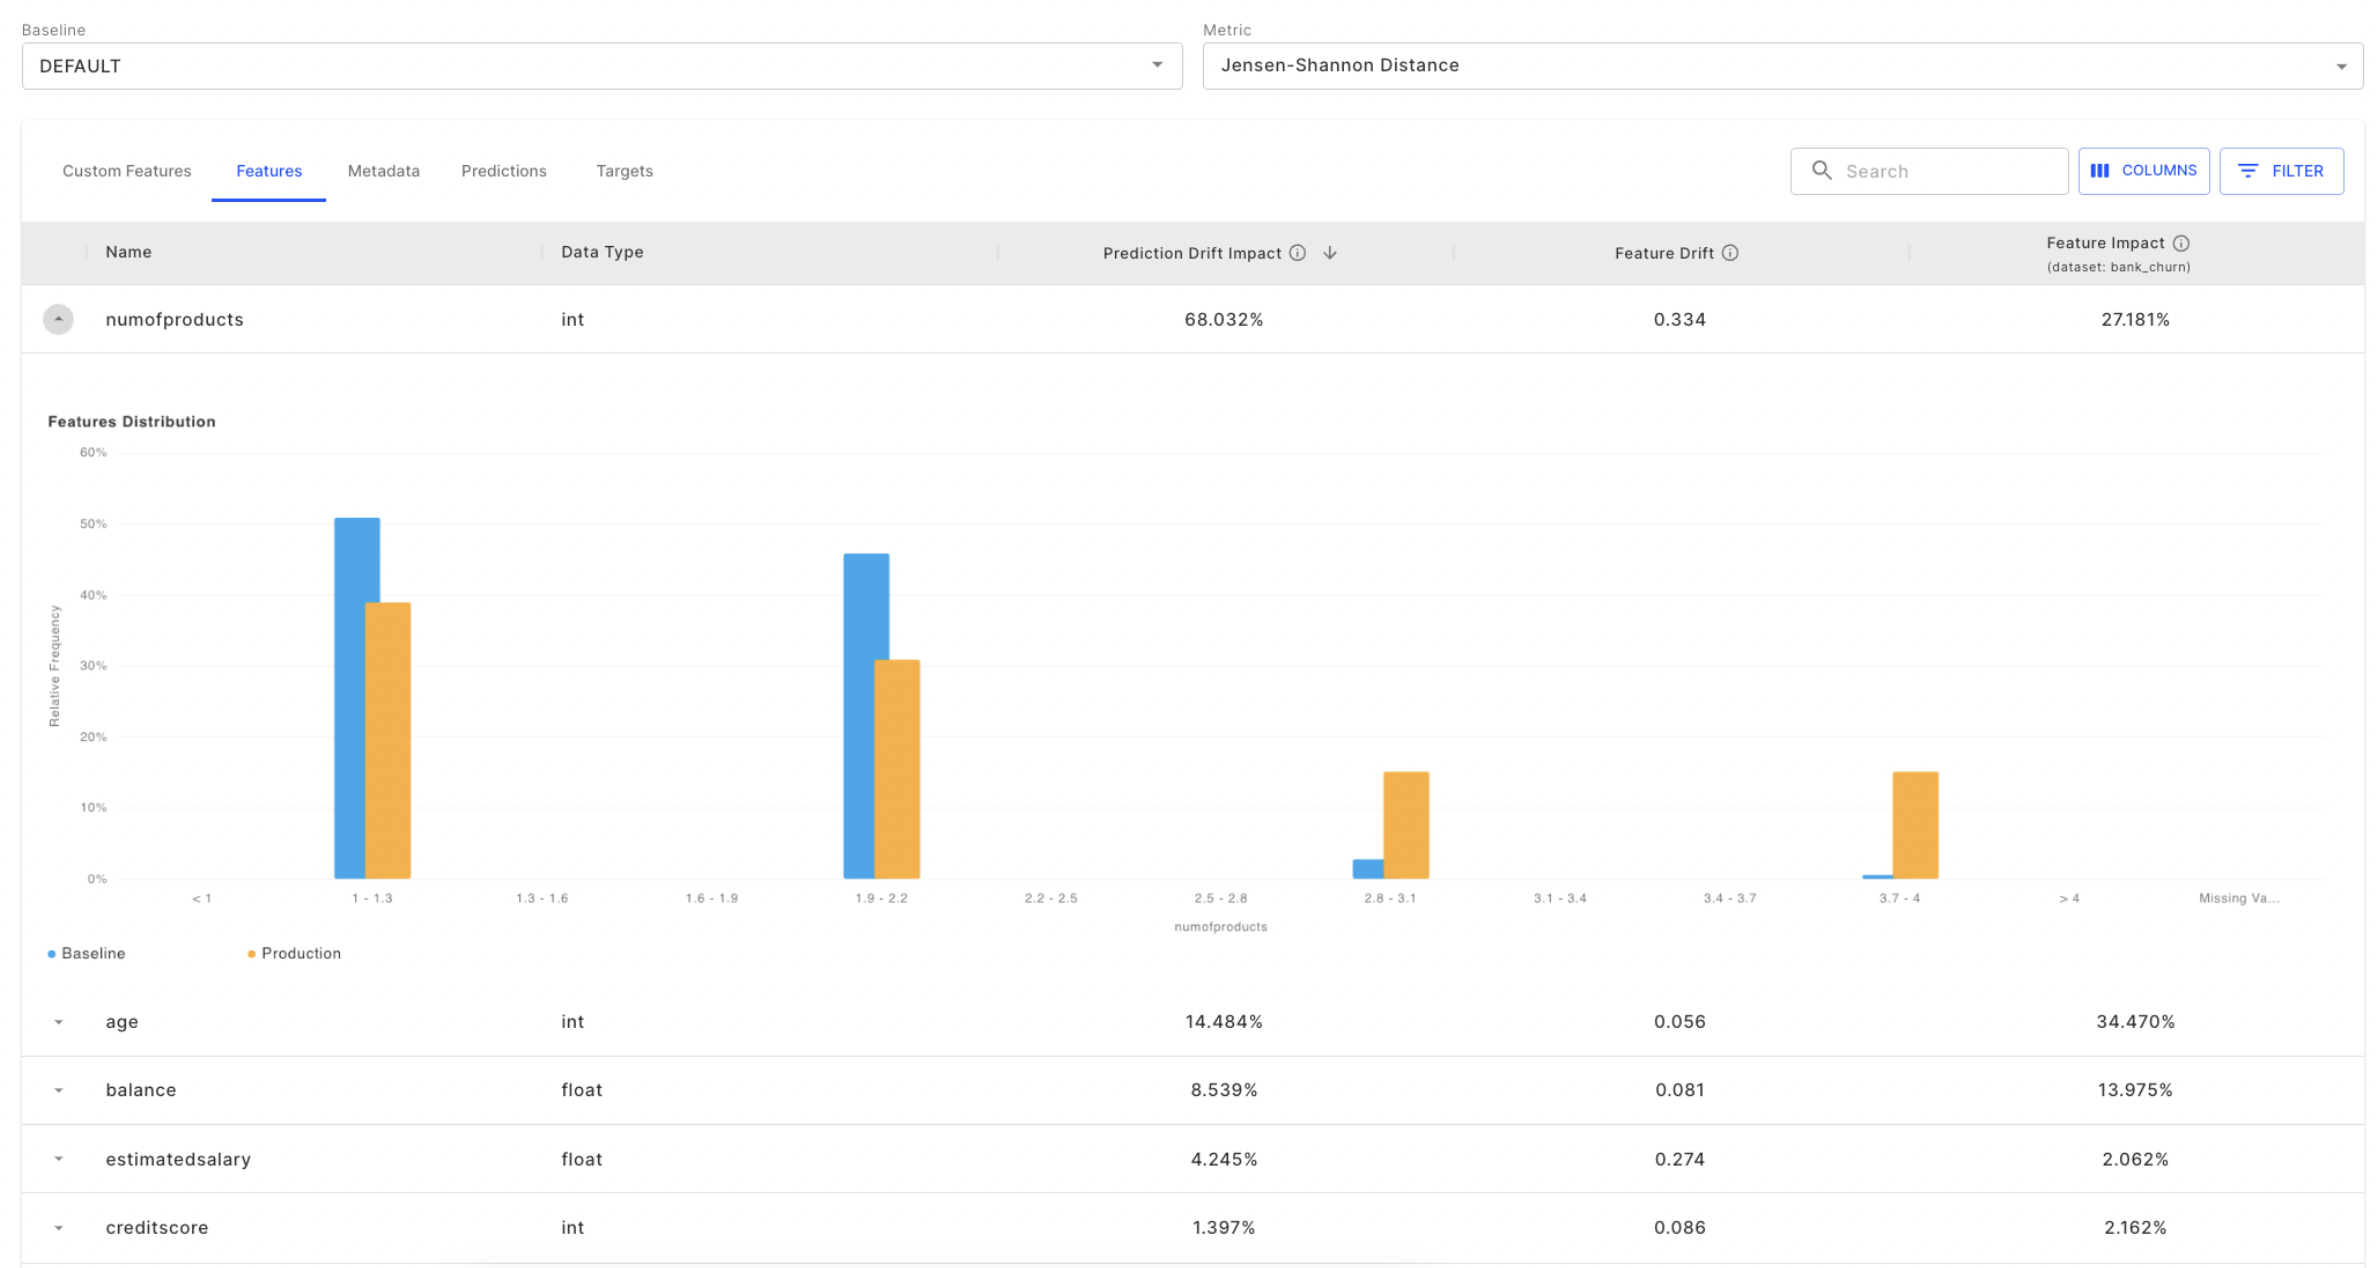 Baseline
DEFAULT
Metric
Jensen-Shannon Distance
Custom Features Features Metadata Predictions Targets
Search COLUMNS FILTER
Name Data Type Prediction Drift Impact Feature Drift Feature Impact
(dataset: bank_churn)
numofproducts int 68.032% 0.334 27.181%
Features Distribution
60%
50%
40%
30%
20%
10%
0%
Relative Frequency
< 1 1 - 1.3 1.3 - 1.6 1.6 - 1.9 1.9 - 2.2 2.2 - 2.5 2.5 - 2.8 2.8 - 3.1 3.1 - 3.4 3.4 - 3.7 3.7 - 4 > 4 Missing Va...
numofproducts
Baseline Production
age int 14.484% 0.056 34.470%
balance float 8.539% 0.081 13.975%
estimatedsalary float 4.245% 0.274 2.062%
creditscore int 1.397% 0.086 2.162%